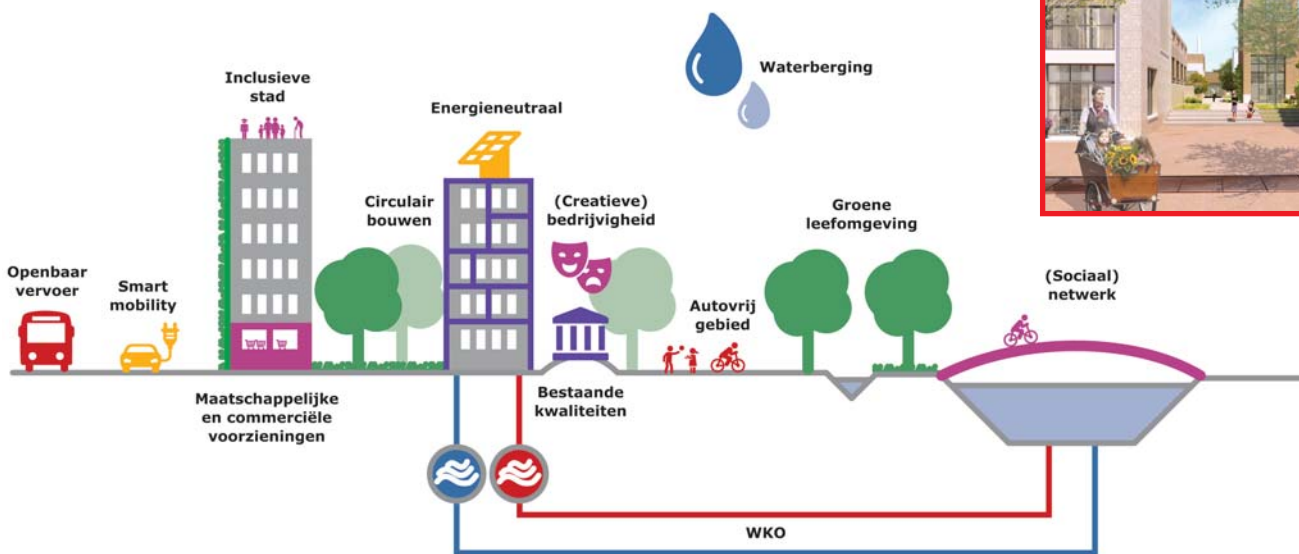 Waterberging
Inclusieve
stad
Energieneutraal
Circulair
bouwen
(Creatieve)
bedrijvigheid
Groene
leefomgeving
Openbaar
vervoer
Smart
mobility
Autovrij
gebied
(Sociaal)
netwerk
Maatschappelijke
en commerciële
voorzieningen
Bestaande
kwaliteiten
WKO